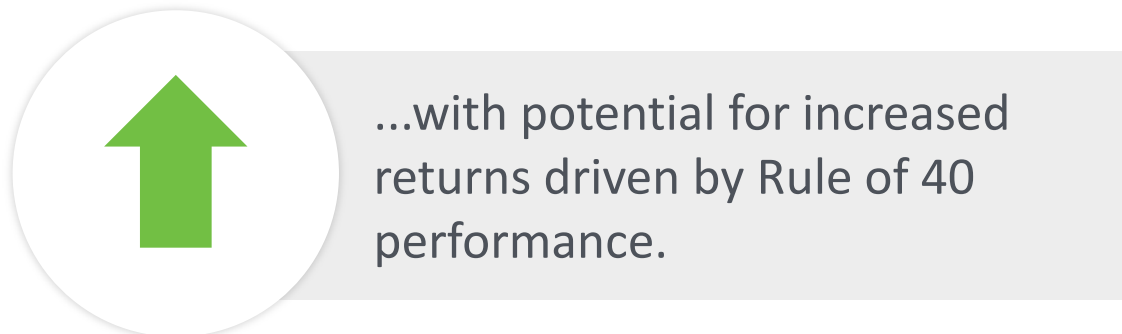 ...with potential for increased
returns driven by Rule of 40
performance.